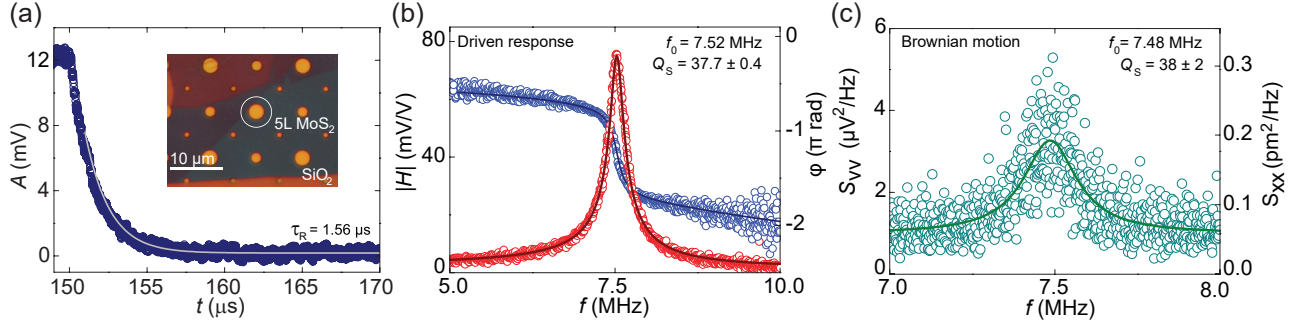 (a)
12
8
4
0
A (mV)
150
155
160
165
170
t (μs)
5L MoS₂
10 μm
SiO₂
τR = 1.56 μs
(b)
Driven response
f₀ = 7.52 MHz
QS = 37.7 ± 0.4
80
40
0
|H| (mV/V)
5.0
7.5
10.0
f (MHz)
0
-1
-2
φ (π rad)
(c)
Brownian motion
f₀ = 7.48 MHz
QS = 38 ± 2
6
4
2
0
SVV (μV²/Hz)
7.0
7.5
8.0
f (MHz)
0.3
0.2
0.1
0.0
SXX (pm²/Hz)